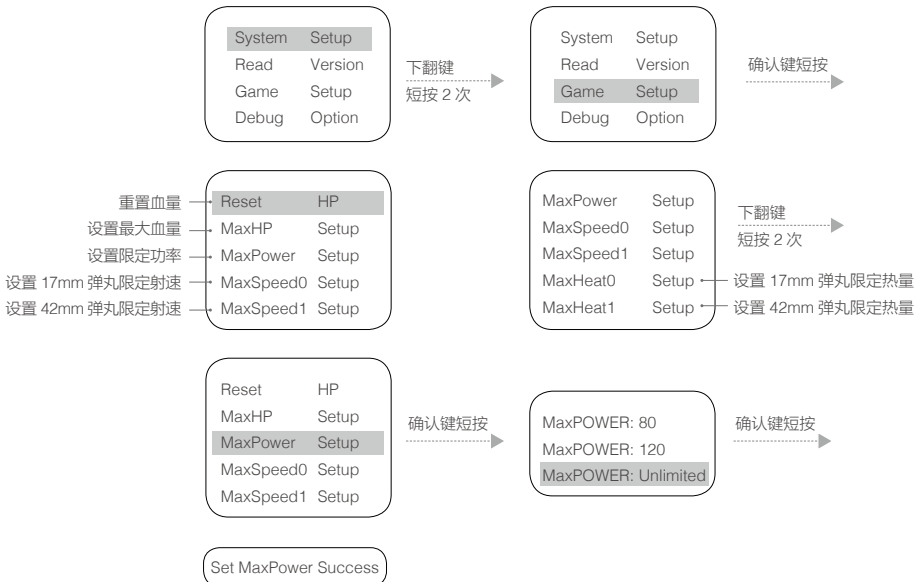 System Setup
Read Version
Game Setup
Debug Option
下翻键
短按 2 次
System Setup
Read Version
Game Setup
Debug Option
确认键短按
重置血量
设置最大血量
设置限定功率
设置 17mm 弹丸限定射速
设置 42mm 弹丸限定射速
Reset HP
MaxHP Setup
MaxPower Setup
MaxSpeed0 Setup
MaxSpeed1 Setup
MaxPower Setup
MaxSpeed0 Setup
MaxSpeed1 Setup
MaxHeat0 Setup
MaxHeat1 Setup
下翻键
短按 2 次
设置 17mm 弹丸限定热量
设置 42mm 弹丸限定热量
Reset HP
MaxHP Setup
MaxPower Setup
MaxSpeed0 Setup
MaxSpeed1 Setup
确认键短按
MaxPOWER: 80
MaxPOWER: 120
MaxPOWER: Unlimited
确认键短按
Set MaxPower Success